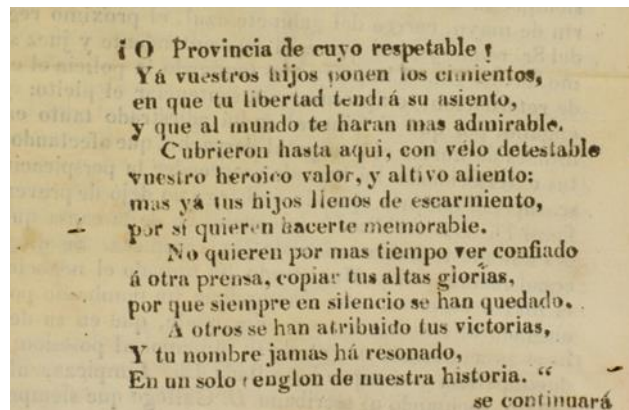 ¡O Provincia de cuyo respetable!
Yá vuestros hijos ponen los cimientos,
en que tu libertad tendrá su asiento,
y que al mundo te haran mas admirable.
Cubrieron hasta aqui, con velo detestable
vuestro heroico valor, y altivo aliento:
mas yá tus hijos llenos de escarmiento,
por sí quieren hacerte memorable.
No quieren por mas tiempo ver confiado
á otra prensa, copiar tus altas glorías,
por que siempre en silencio se han quedado.
A otros se han atribuido tus victorias,
Y tu nombre jamas há resonado,
En un solo renglon de nuestra historia. “
se continuará